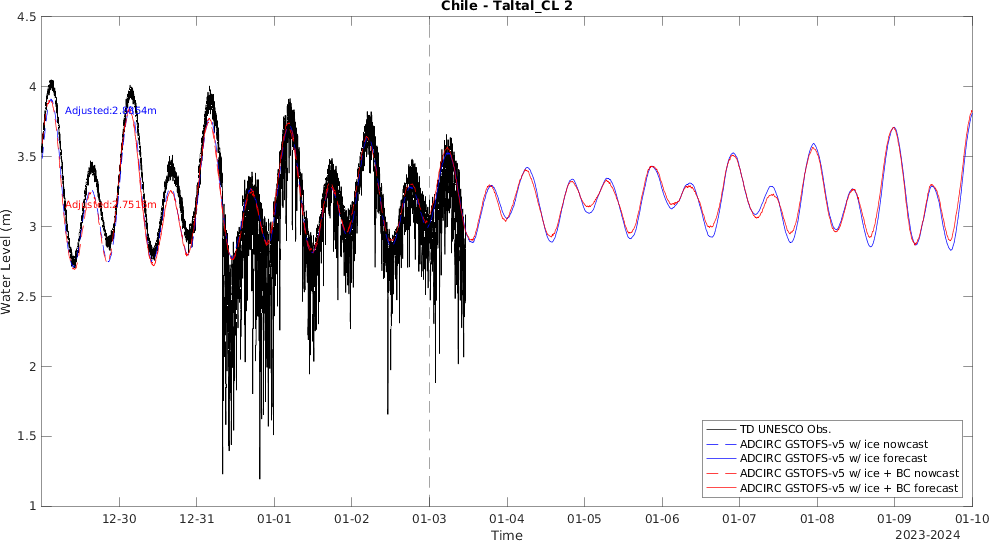 Chile - Taltal_CL 2
Water Level (m)
4.5
4
3.5
3
2.5
2
1.5
1
Adjusted:2.8654m
TD UNESCO Obs.
ADCIRC GSTOFS-v5 w/ ice nowcast
ADCIRC GSTOFS-v5 w/ ice forecast
ADCIRC GSTOFS-v5 w/ ice + BC nowcast
ADCIRC GSTOFS-v5 w/ ice + BC forecast
12-30
12-31
01-01
01-02
01-03
01-04
01-05
01-06
01-07
01-08
01-09
01-10
Time
2023-2024